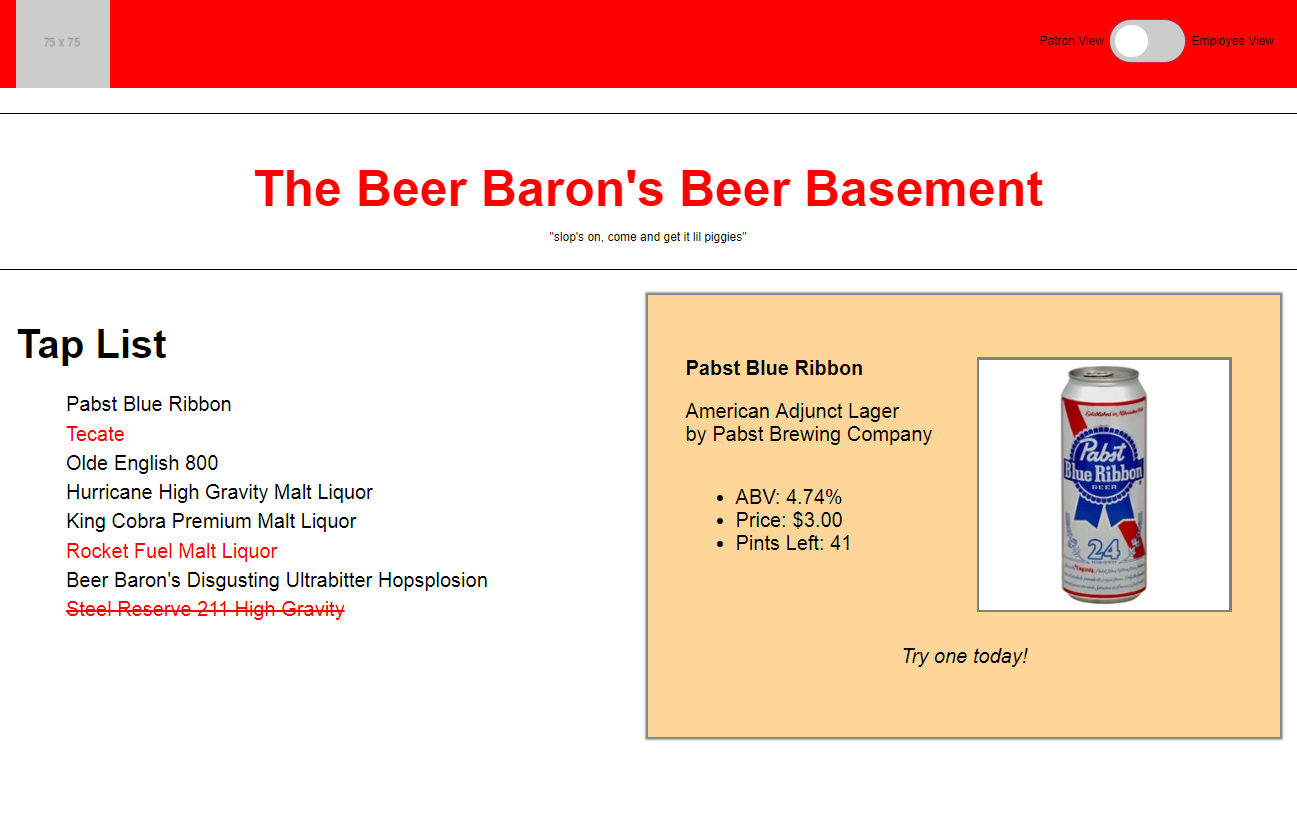 75 x 75
Patron View
Employee View
The Beer Baron's Beer Basement
"slop's on, come and get it lil piggies"
Tap List
Pabst Blue Ribbon
Tecate
Olde English 800
Hurricane High Gravity Malt Liquor
King Cobra Premium Malt Liquor
Rocket Fuel Malt Liquor
Beer Baron's Disgusting Ultrabitter Hopsplosion
Steel Reserve 211 High Gravity
Pabst Blue Ribbon
American Adjunct Lager
by Pabst Brewing Company
ABV: 4.74%
Price: $3.00
Pints Left: 41
Established in Milwaukee
Pabst
Blue Ribbon
BEER
24
Try one today!